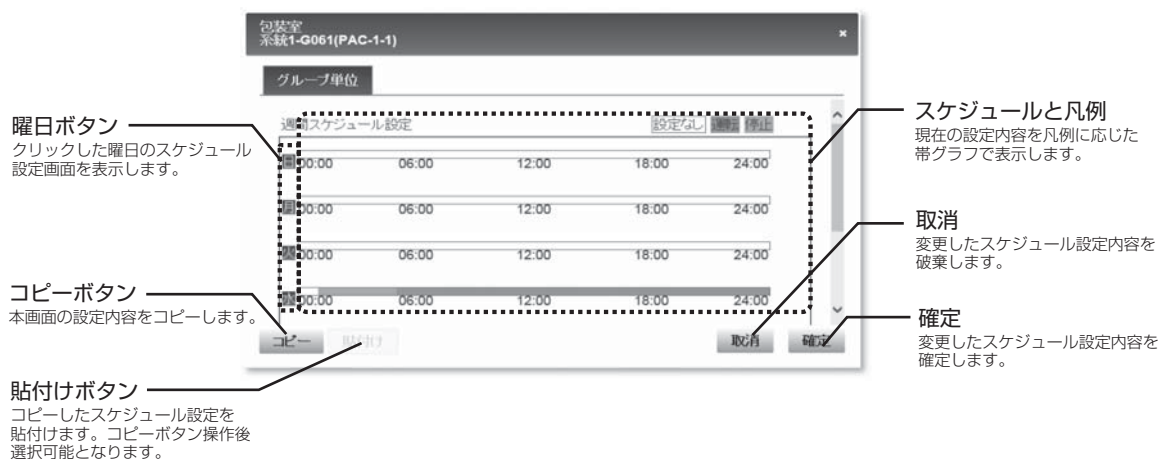 包装室
系統1-G061(PAC-1-1)
×
グループ単位
週間スケジュール設定
設定なし 運転 停止
日 00:00 06:00 12:00 18:00 24:00
月 00:00 06:00 12:00 18:00 24:00
火 00:00 06:00 12:00 18:00 24:00
水 00:00 06:00 12:00 18:00 24:00
コピー 貼付け 取消 確定
曜日ボタン
クリックした曜日のスケジュール
設定画面を表示します。
コピーボタン
本画面の設定内容をコピーします。
貼付けボタン
コピーしたスケジュール設定を
貼付けます。コピーボタン操作後
選択可能となります。
スケジュールと凡例
現在の設定内容を凡例に応じた
帯グラフで表示します。
取消
変更したスケジュール設定内容を
破棄します。
確定
変更したスケジュール設定内容を
確定します。